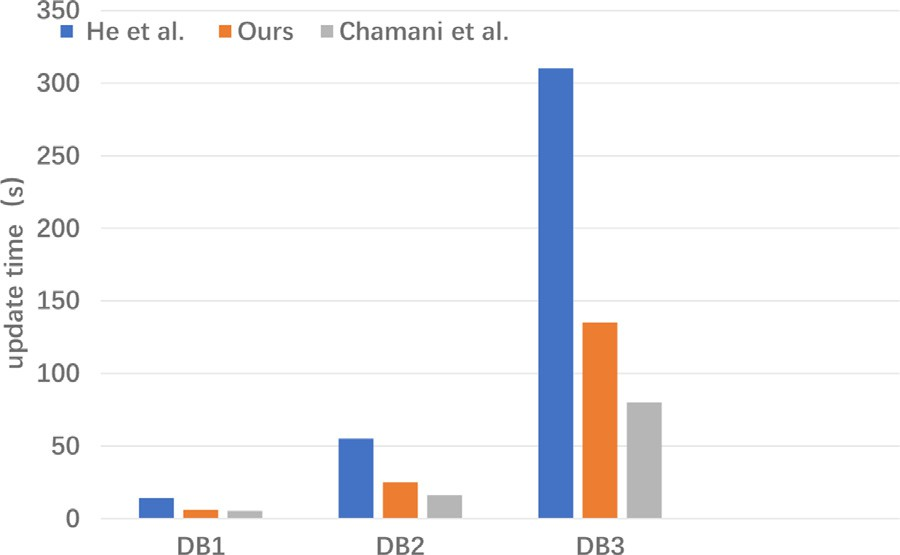 350
He et al. Ours Chamani et al.
300
250
200
150
100
50
0
update time (s)
DB1 DB2 DB3